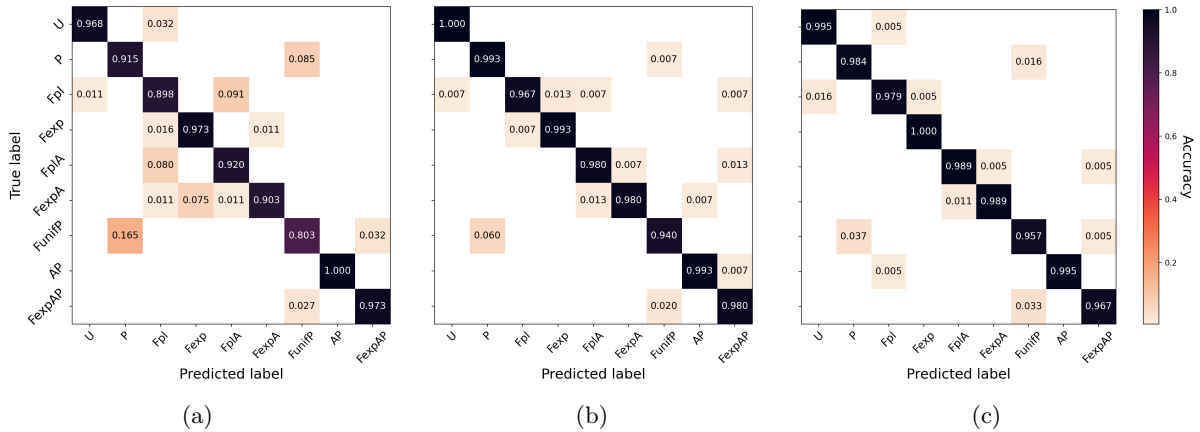 U 0.968 0.032
P 0.915 0.085
Fpl 0.011 0.898 0.091
Fexp 0.016 0.973 0.011
FplA 0.080 0.920
FexpA 0.011 0.075 0.011 0.903
FunifP 0.165 0.803 0.032
AP 1.000
FexpAP 0.027 0.973
True label
U P Fpl Fexp FplA FexpA FunifP AP FexpAP
Predicted label
(a)
1.000
0.993 0.007
0.007 0.967 0.013 0.007 0.007
0.007 0.993
0.980 0.007 0.013
0.013 0.980 0.007
0.060 0.940
0.993 0.007
0.020 0.980
U P Fpl Fexp FplA FexpA FunifP AP FexpAP
Predicted label
(b)
0.995 0.005
0.984 0.016
0.016 0.979 0.005
1.000
0.989 0.005 0.005
0.011 0.989
0.037 0.957 0.005
0.005 0.995
0.033 0.967
U P Fpl Fexp FplA FexpA FunifP AP FexpAP
Predicted label
(c)
1.0
0.8
0.6
0.4
0.2
Accuracy